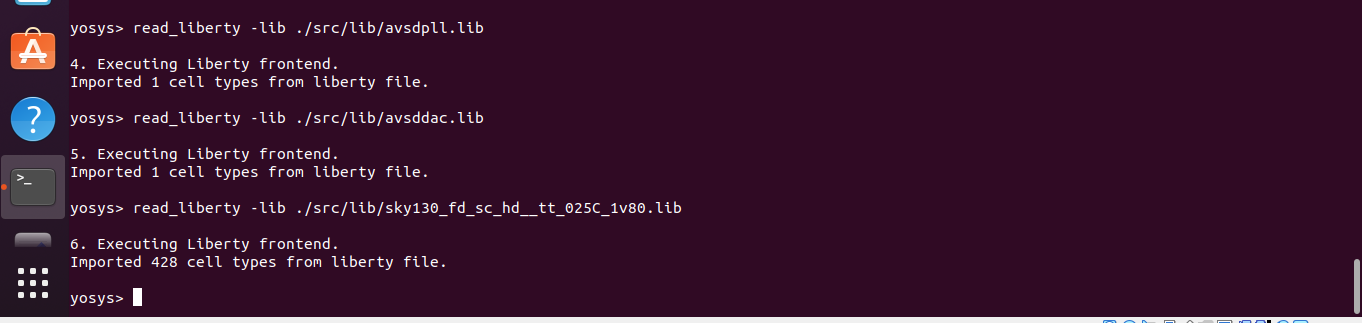 yosys> read_liberty -lib ./src/lib/avsdpll.lib
4. Executing Liberty frontend.
Imported 1 cell types from liberty file.
yosys> read_liberty -lib ./src/lib/avsddac.lib
5. Executing Liberty frontend.
Imported 1 cell types from liberty file.
yosys> read_liberty -lib ./src/lib/sky130_fd_sc_hd__tt_025C_1v80.lib
6. Executing Liberty frontend.
Imported 428 cell types from liberty file.
yosys>